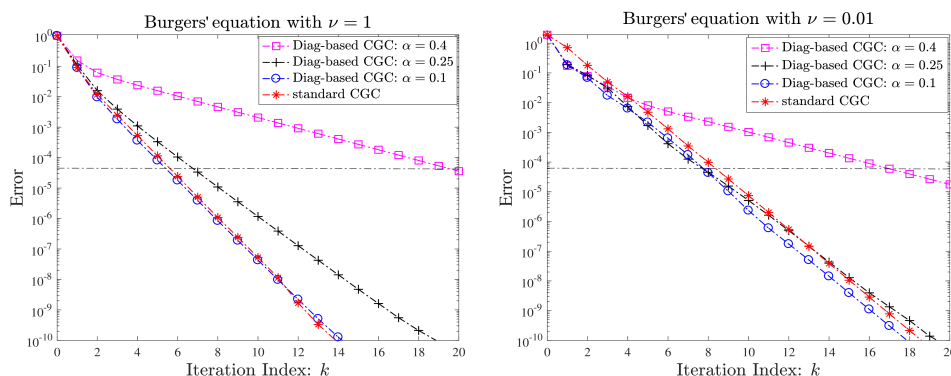 Burgers' equation with ν = 1
Error
10^0
10^-1
10^-2
10^-3
10^-4
10^-5
10^-6
10^-7
10^-8
10^-9
10^-10
Diag-based CGC: α = 0.4
Diag-based CGC: α = 0.25
Diag-based CGC: α = 0.1
standard CGC
0 2 4 6 8 10 12 14 16 18 20
Iteration Index: k
Burgers' equation with ν = 0.01
Error
10^0
10^-1
10^-2
10^-3
10^-4
10^-5
10^-6
10^-7
10^-8
10^-9
10^-10
Diag-based CGC: α = 0.4
Diag-based CGC: α = 0.25
Diag-based CGC: α = 0.1
standard CGC
0 2 4 6 8 10 12 14 16 18 20
Iteration Index: k